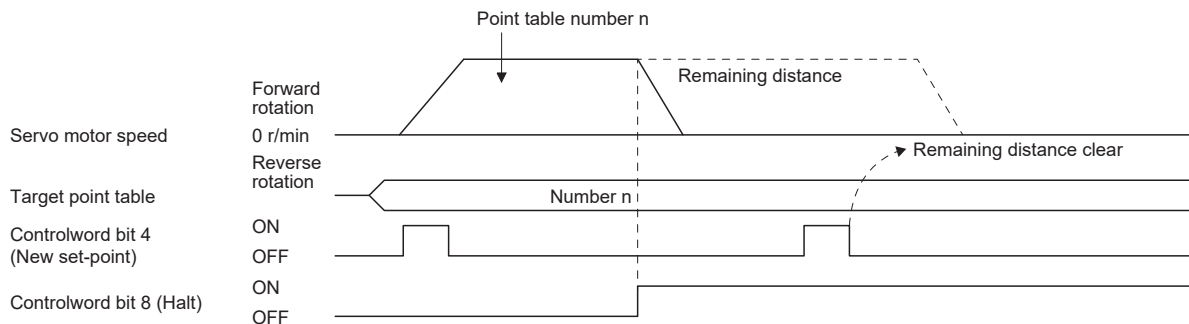 Point table number n
Remaining distance
Forward
rotation
Servo motor speed
0 r/min
Remaining distance clear
Reverse
rotation
Target point table
Number n
Controlword bit 4
(New set-point)
ON
OFF
Controlword bit 8 (Halt)
ON
OFF